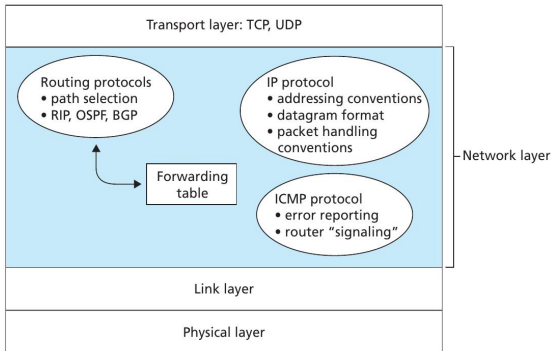 Transport layer: TCP, UDP
Routing protocols
• path selection
• RIP, OSPF, BGP
IP protocol
• addressing conventions
• datagram format
• packet handling
conventions
Network layer
Forwarding
table
ICMP protocol
• error reporting
• router “signaling”
Link layer
Physical layer